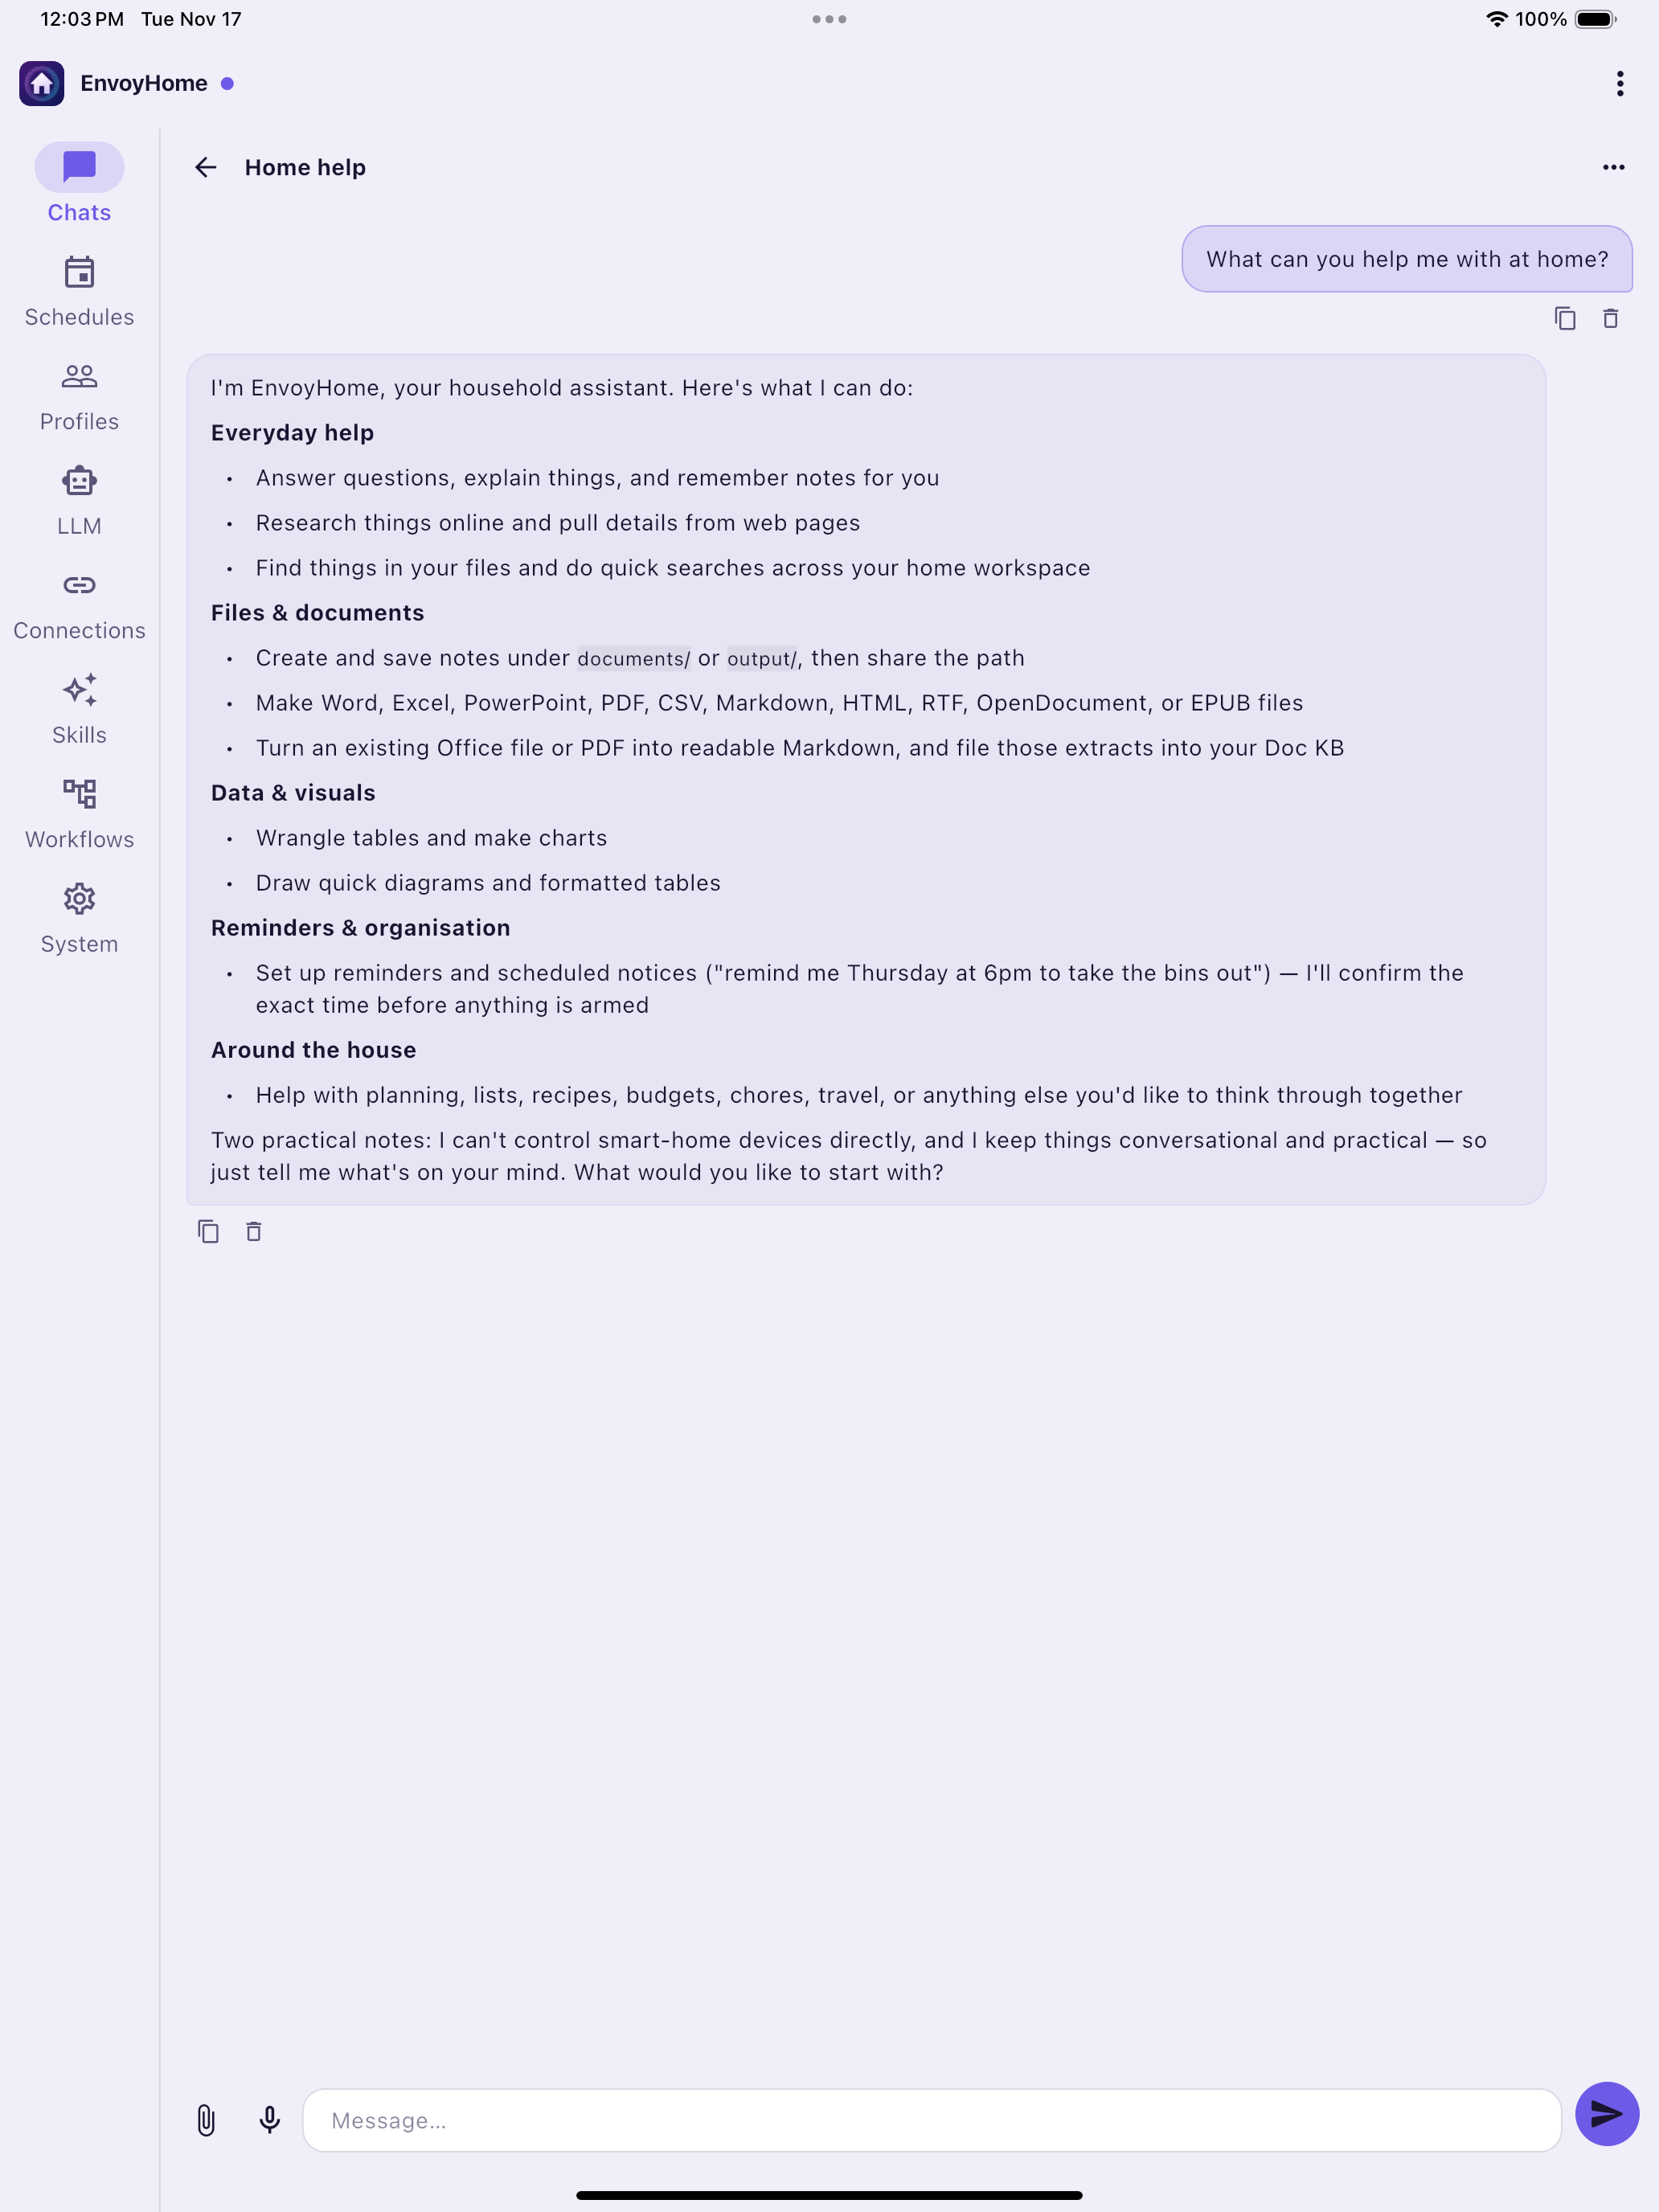 12:03 PM Tue Nov 17
100%
EnvoyHome
Chats
Schedules
Profiles
LLM
Connections
Skills
Workflows
System
Home help
What can you help me with at home?
I'm EnvoyHome, your household assistant. Here's what I can do:
Everyday help
• Answer questions, explain things, and remember notes for you
• Research things online and pull details from web pages
• Find things in your files and do quick searches across your home workspace
Files & documents
• Create and save notes under documents/ or output/, then share the path
• Make Word, Excel, PowerPoint, PDF, CSV, Markdown, HTML, RTF, OpenDocument, or EPUB files
• Turn an existing Office file or PDF into readable Markdown, and file those extracts into your Doc KB
Data & visuals
• Wrangle tables and make charts
• Draw quick diagrams and formatted tables
Reminders & organisation
• Set up reminders and scheduled notices ("remind me Thursday at 6pm to take the bins out") — I'll confirm the
exact time before anything is armed
Around the house
• Help with planning, lists, recipes, budgets, chores, travel, or anything else you'd like to think through together
Two practical notes: I can't control smart-home devices directly, and I keep things conversational and practical — so
just tell me what's on your mind. What would you like to start with?
Message...